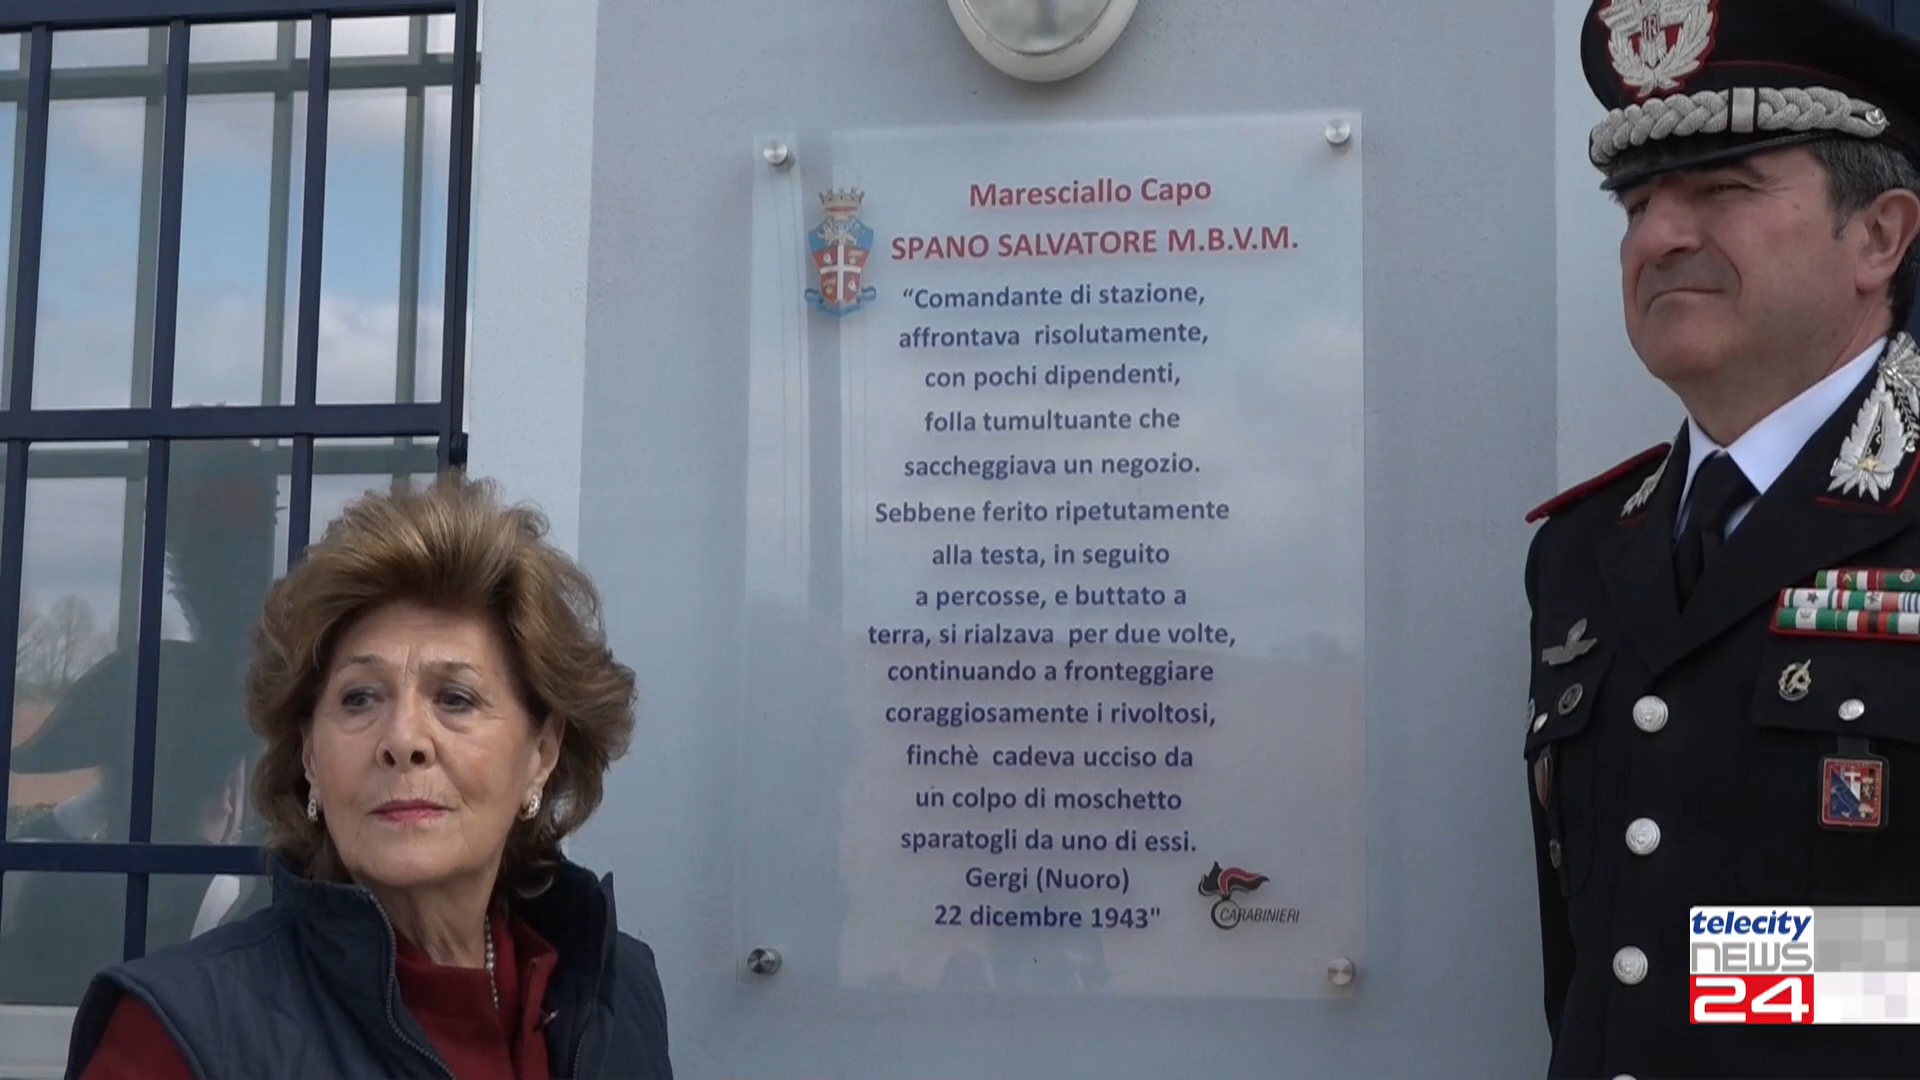 Maresciallo Capo
SPANO SALVATORE M.B.V.M.
“Comandante di stazione,
affrontava risolutamente,
con pochi dipendenti,
folla tumultuante che
saccheggiava un negozio.
Sebbene ferito ripetutamente
alla testa, in seguito
a percosse, e buttato a
terra, si rialzava per due volte,
continuando a fronteggiare
coraggiosamente i rivoltosi,
finchè cadeva ucciso da
un colpo di moschetto
sparatogli da uno di essi.
Gergi (Nuoro)
22 dicembre 1943"
CARABINIERI
telecity
NEWS
24